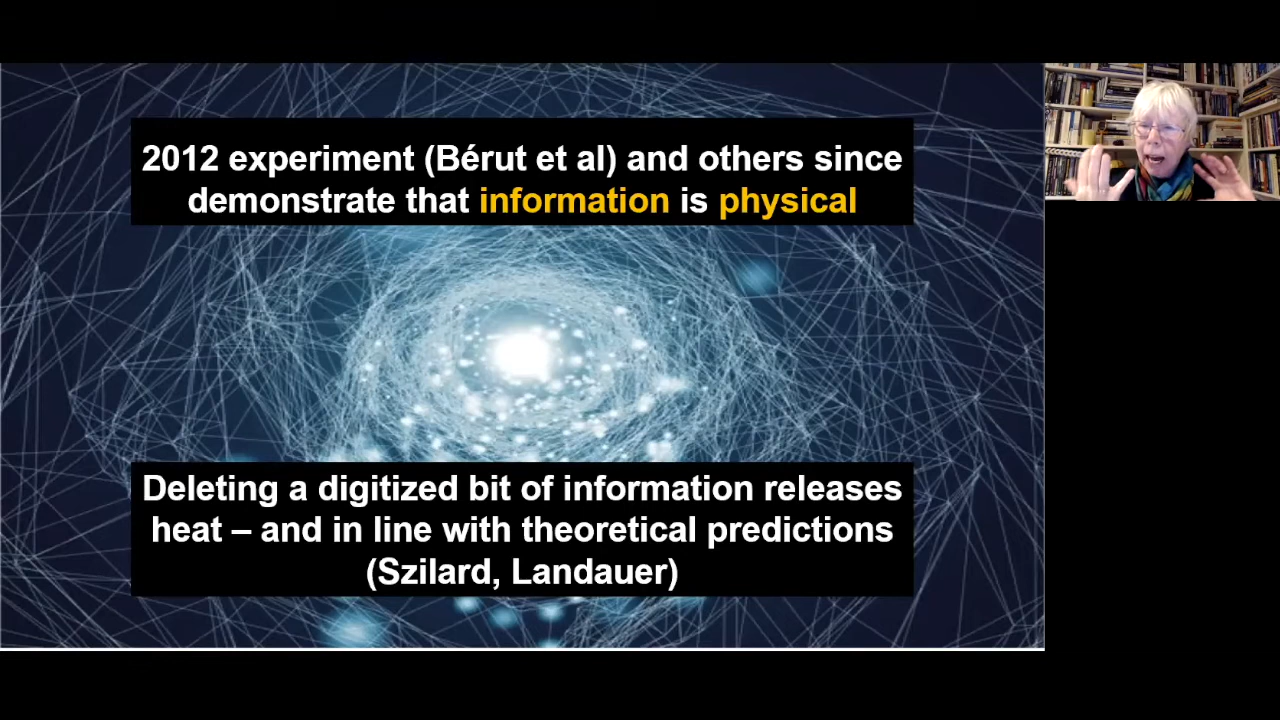 2012 experiment (Bérut et al) and others since
demonstrate that information is physical
Deleting a digitized bit of information releases
heat – and in line with theoretical predictions
(Szilard, Landauer)